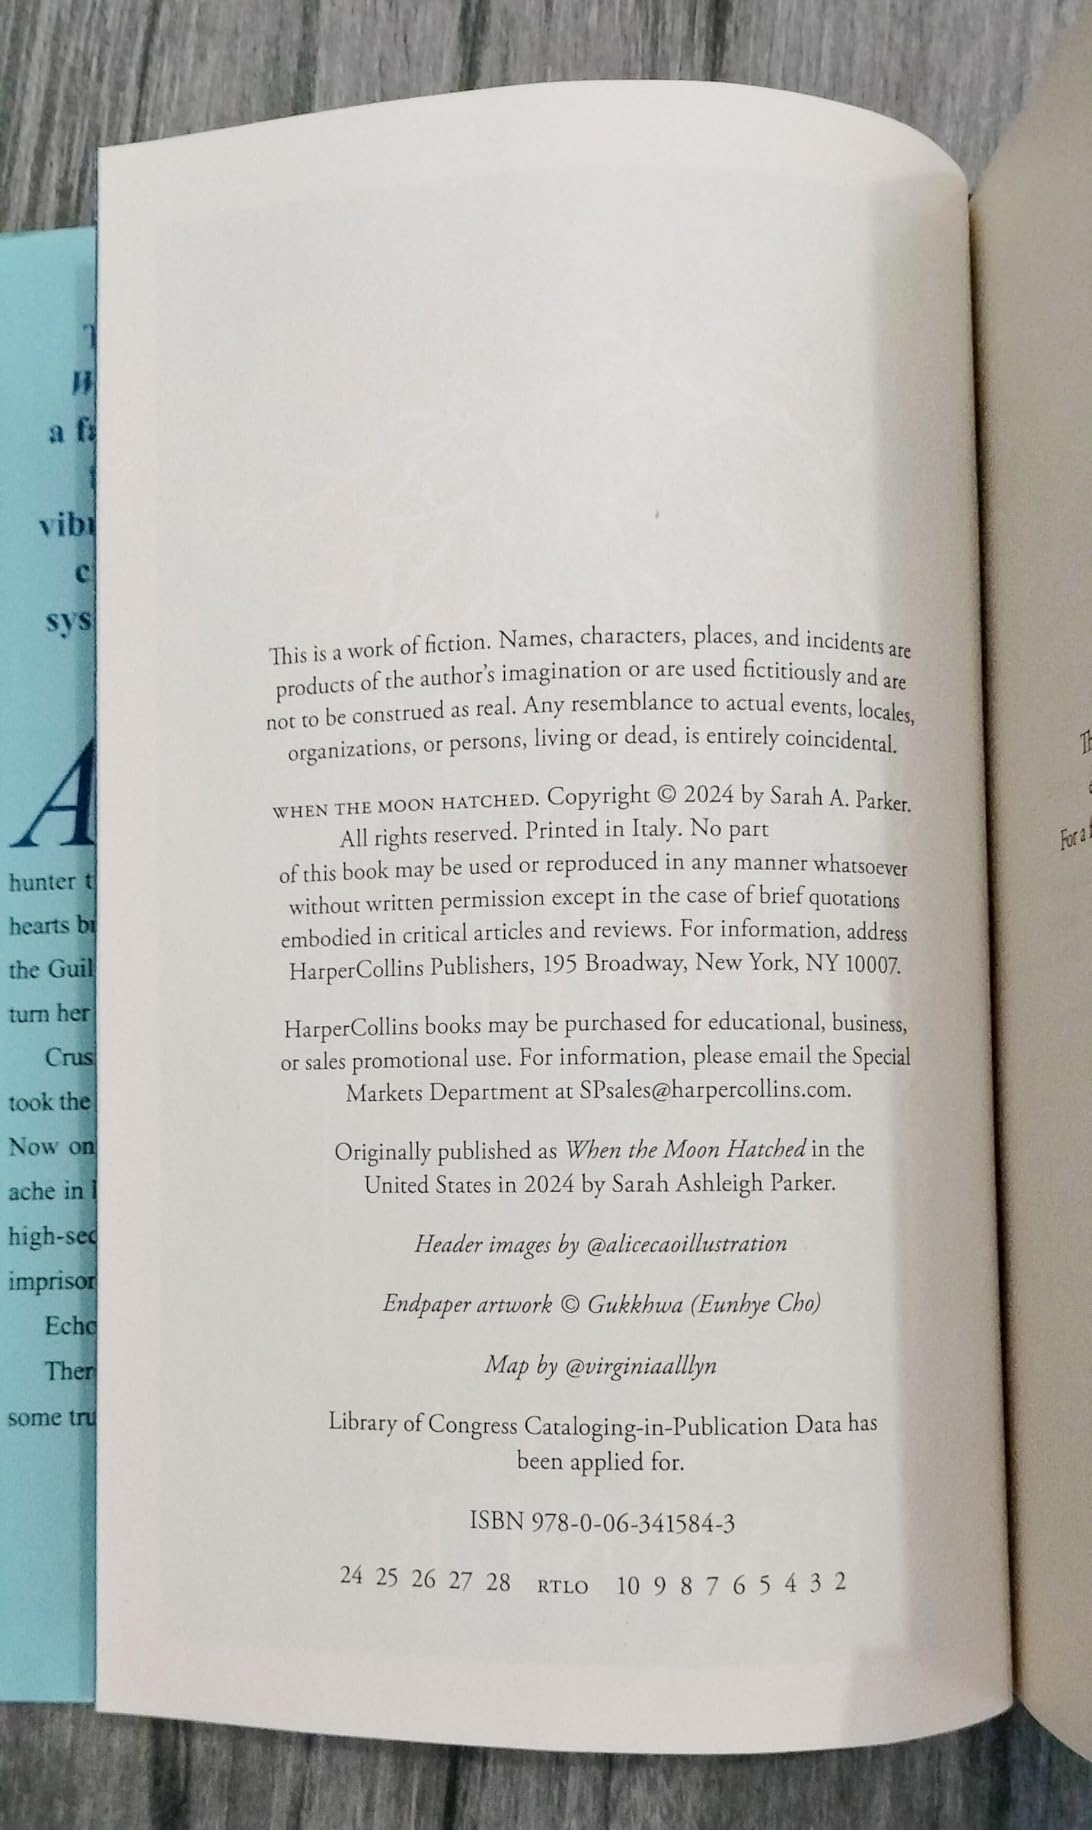 W
a fa
vibr
sys
A
hunter t
hearts br
the Guil
turn her
Crus
took the
Now on
ache in
high-sec
imprison
Echo
Ther
some tru
This is a work of fiction. Names, characters, places, and incidents are
products of the author's imagination or are used fictitiously and are
not to be construed as real. Any resemblance to actual events, locales,
organizations, or persons, living or dead, is entirely coincidental.
WHEN THE MOON HATCHED. Copyright © 2024 by Sarah A. Parker.
All rights reserved. Printed in Italy. No part
of this book may be used or reproduced in any manner whatsoever
without written permission except in the case of brief quotations
embodied in critical articles and reviews. For information, address
HarperCollins Publishers, 195 Broadway, New York, NY 10007.
HarperCollins books may be purchased for educational, business,
or sales promotional use. For information, please email the Special
Markets Department at SPsales@harpercollins.com.
Originally published as When the Moon Hatched in the
United States in 2024 by Sarah Ashleigh Parker.
Header images by @alicecaoillustration
Endpaper artwork © Gukkhwa (Eunhye Cho)
Map by @virginiaalllyn
Library of Congress Cataloging-in-Publication Data has
been applied for.
ISBN 978-0-06-341584-3
24 25 26 27 28 RTLO 10 9 8 7 6 5 4 3 2
Th
For a f